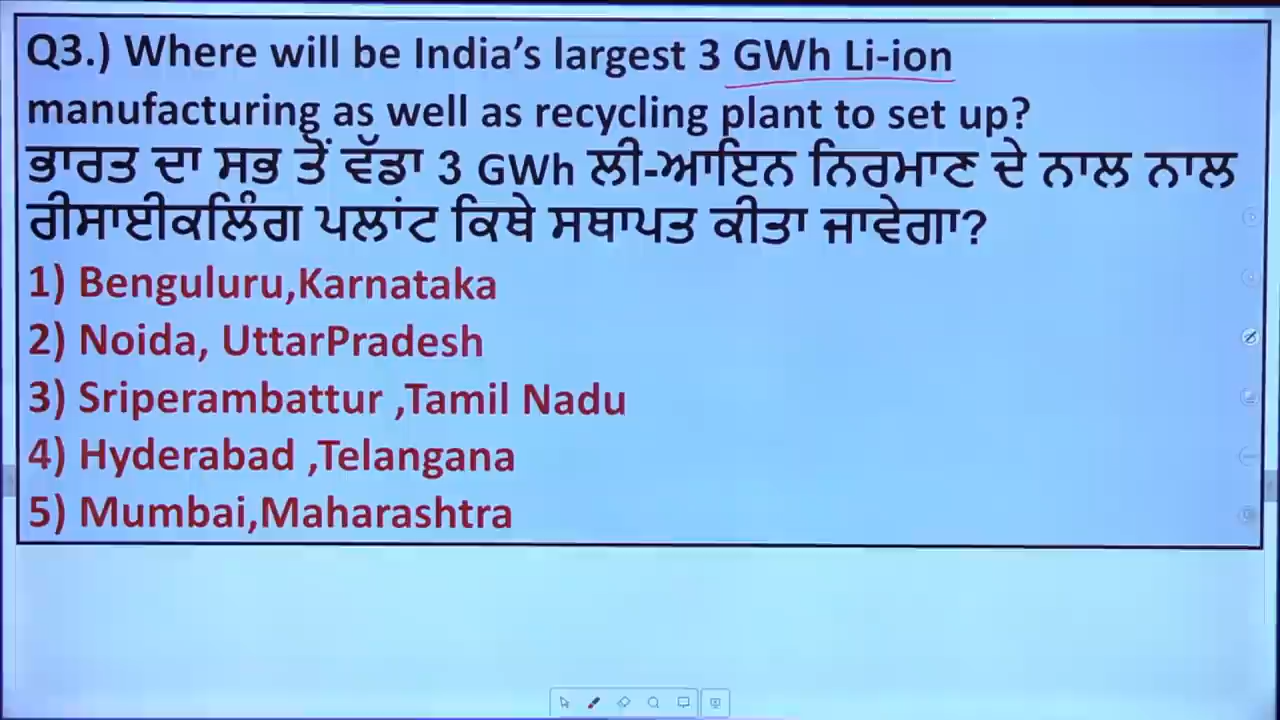 Q3.) Where will be India’s largest 3 GWh Li-ion
manufacturing as well as recycling plant to set up?
ਭਾਰਤ ਦਾ ਸਭ ਤੋਂ ਵੱਡਾ 3 GWh ਲੀ-ਆਇਨ ਨਿਰਮਾਣ ਦੇ ਨਾਲ ਨਾਲ
ਰੀਸਾਈਕਲਿੰਗ ਪਲਾਂਟ ਕਿਥੇ ਸਥਾਪਤ ਕੀਤਾ ਜਾਵੇਗਾ?
1) Benguluru,Karnataka
2) Noida, UttarPradesh
3) Sriperambattur ,Tamil Nadu
4) Hyderabad ,Telangana
5) Mumbai,Maharashtra